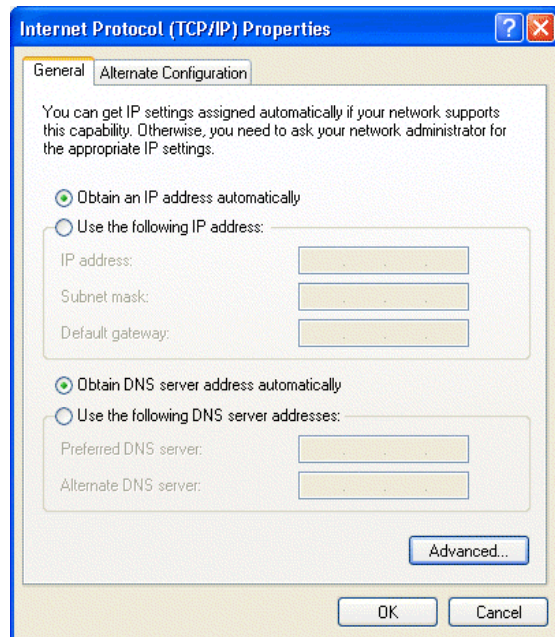 Internet Protocol (TCP/IP) Properties
General
Alternate Configuration
You can get IP settings assigned automatically if your network supports
this capability. Otherwise, you need to ask your network administrator for
the appropriate IP settings.
Obtain an IP address automatically
Use the following IP address:
IP address:
Subnet mask:
Default gateway:
Obtain DNS server address automatically
Use the following DNS server addresses:
Preferred DNS server:
Alternate DNS server:
Advanced...
OK
Cancel